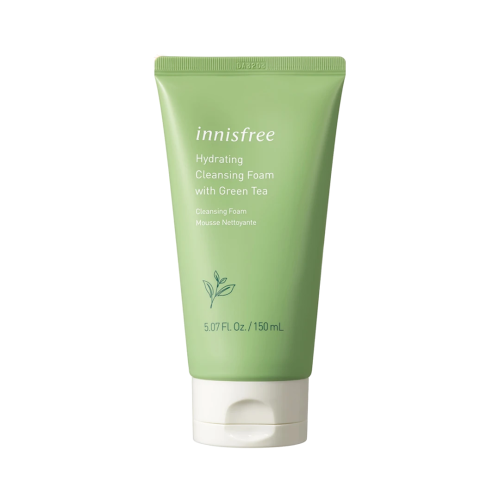 innisfree
Hydrating
Cleansing Foam
with Green Tea
Cleansing Foam
Mousse Nettoyante
5.07 FL Oz. / 150 mL